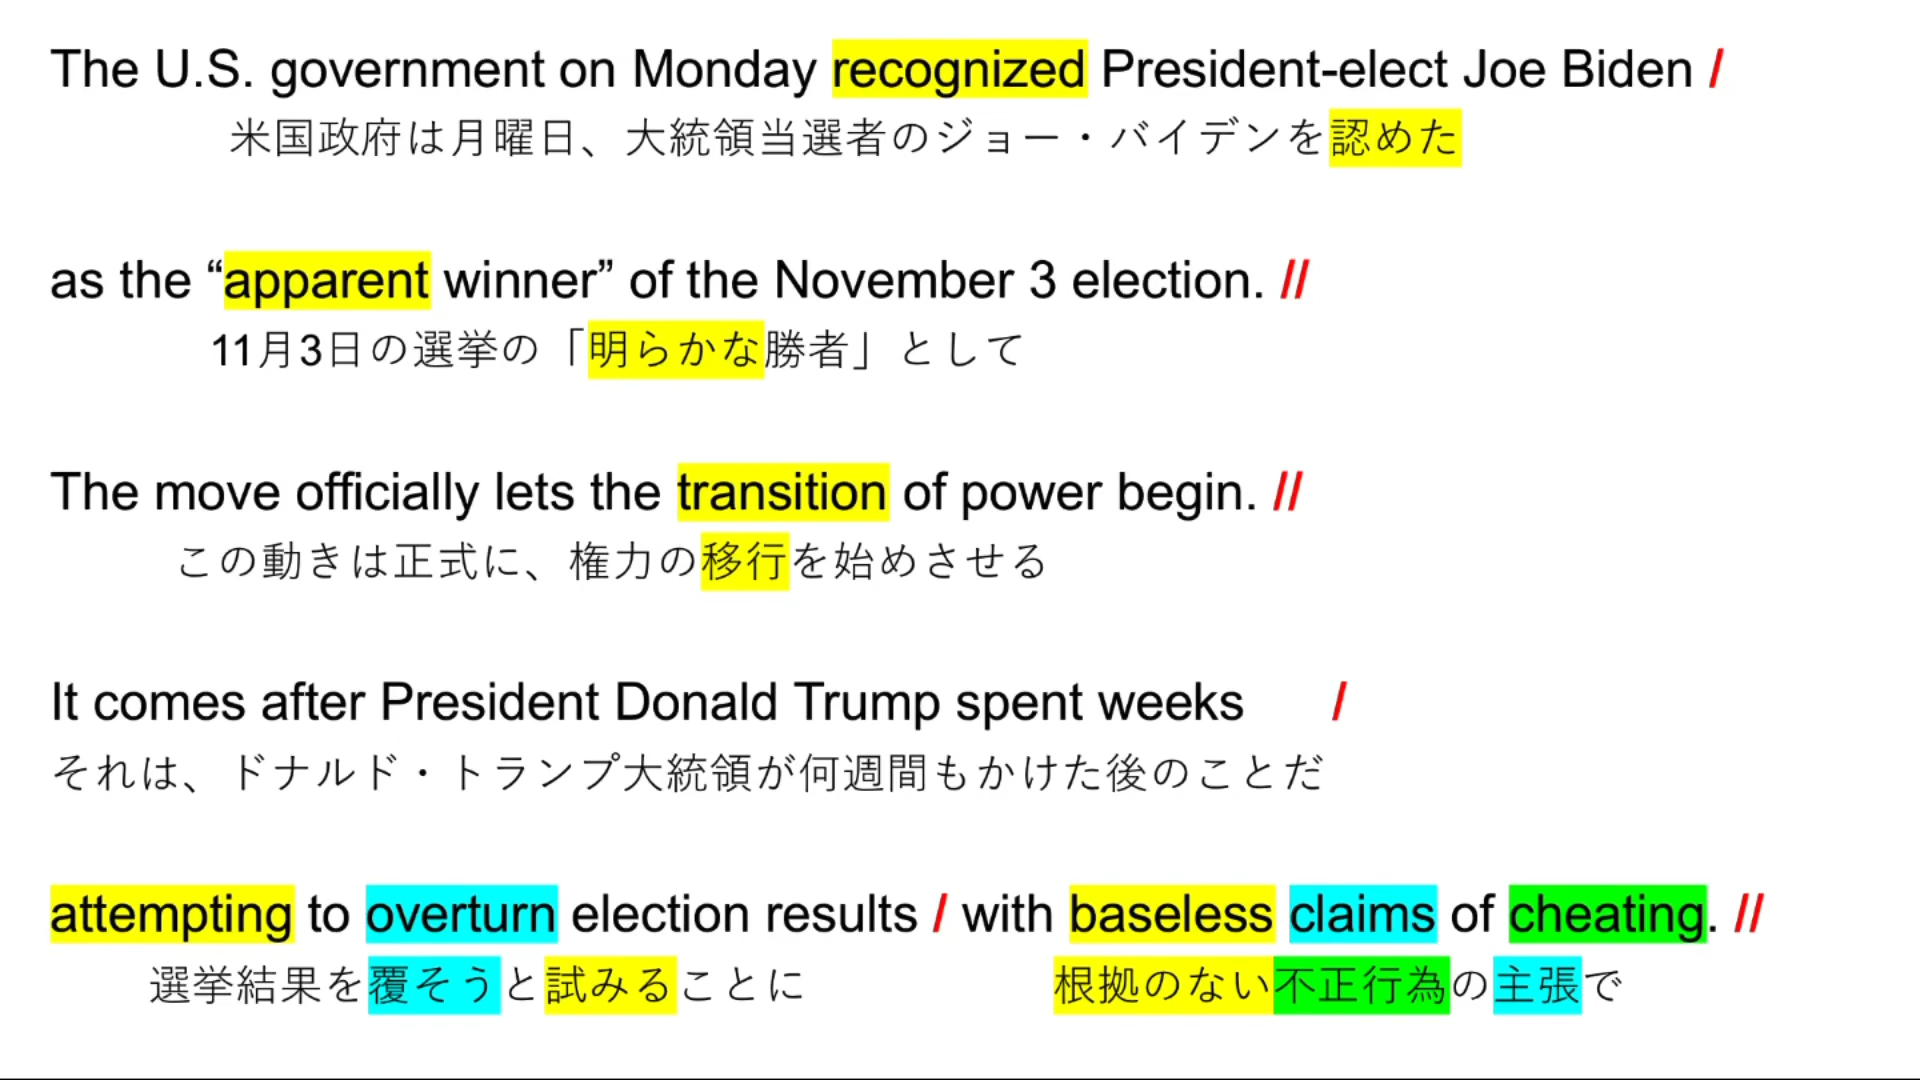 The U.S. government on Monday recognized President-elect Joe Biden /
米国政府は月曜日、大統領当選者のジョー・バイデンを認めた
as the “apparent winner” of the November 3 election. //
11月3日の選挙の「明らかな勝者」として
The move officially lets the transition of power begin. //
この動きは正式に、権力の移行を始めさせる
It comes after President Donald Trump spent weeks /
それは、ドナルド・トランプ大統領が何週間もかけた後のことだ
attempting to overturn election results / with baseless claims of cheating. //
選挙結果を覆そうと試みることに 根拠のない不正行為の主張で